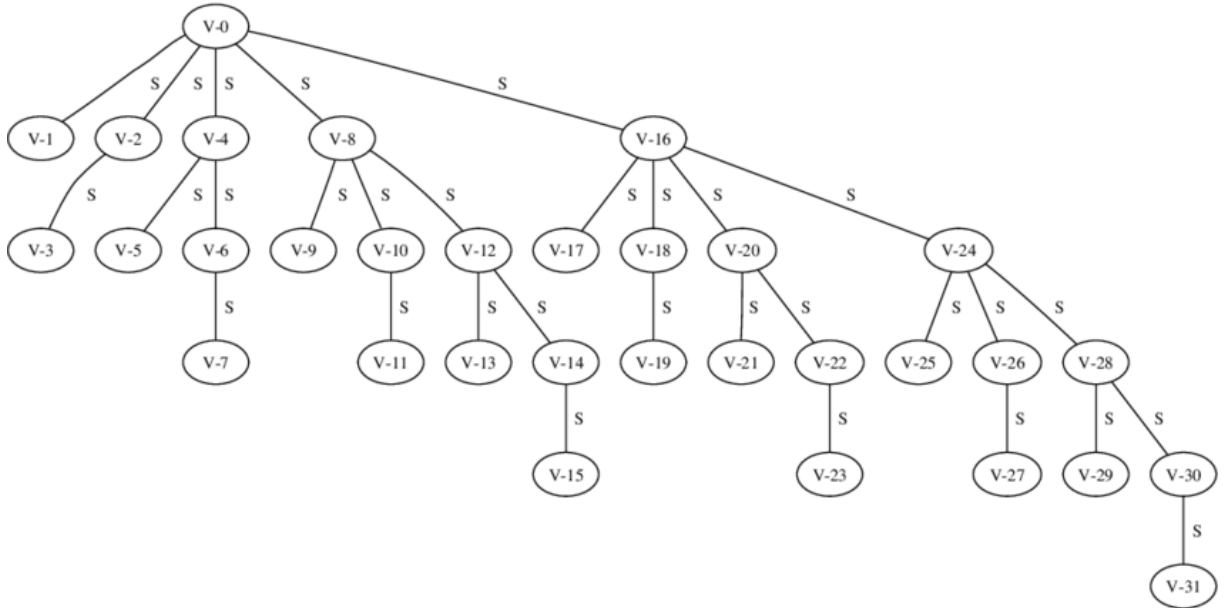 V-0
S S S S S
V-1 V-2 V-4 V-8 V-16
S S S S S S S S S S
V-3 V-5 V-6 V-9 V-10 V-12 V-17 V-18 V-20 V-24
S S S S S S S S S S
V-7 V-11 V-13 V-14 V-19 V-21 V-22 V-25 V-26 V-28
S S S S S
V-15 V-23 V-27 V-29 V-30
S
V-31